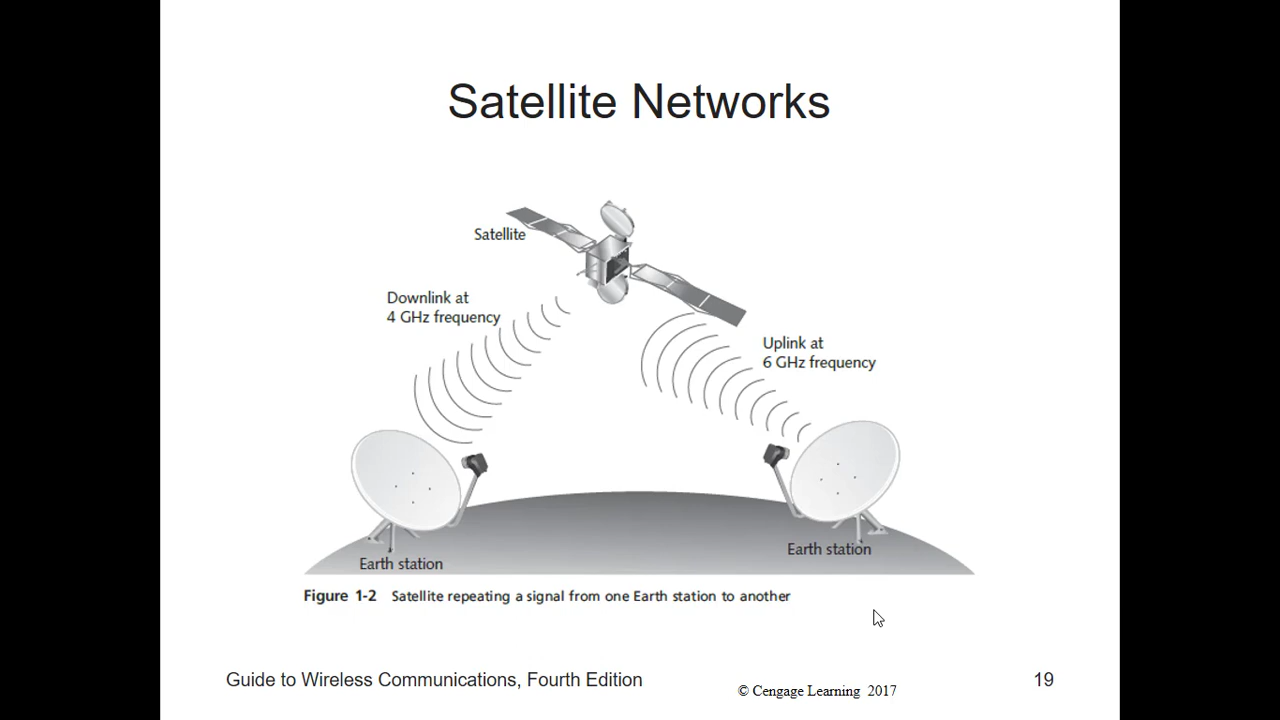 Satellite Networks
Satellite
Downlink at
4 GHz frequency
Uplink at
6 GHz frequency
Earth station
Earth station
Figure 1-2 Satellite repeating a signal from one Earth station to another
Guide to Wireless Communications, Fourth Edition
© Cengage Learning 2017
19